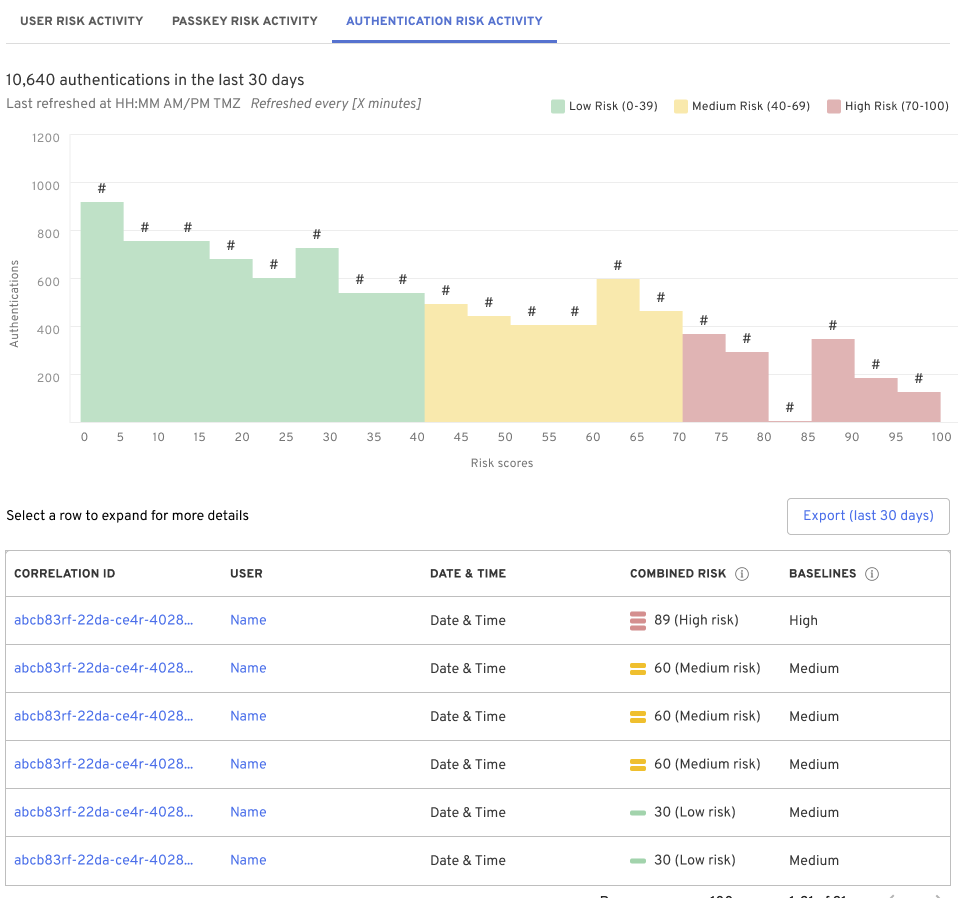 USER RISK ACTIVITY PASSKEY RISK ACTIVITY AUTHENTICATION RISK ACTIVITY
10,640 authentications in the last 30 days
Last refreshed at HH:MM AM/PM TMZ Refreshed every [X minutes]
Low Risk (0-39) Medium Risk (40-69) High Risk (70-100)
1200
1000
800
600
400
200
Authentications
# # # # # # # # # # # # # # # # # # # #
0 5 10 15 20 25 30 35 40 45 50 55 60 65 70 75 80 85 90 95 100
Risk scores
Select a row to expand for more details
Export (last 30 days)
CORRELATION ID USER DATE & TIME COMBINED RISK BASELINES
abcb83rf-22da-ce4r-4028... Name Date & Time 89 (High risk) High
abcb83rf-22da-ce4r-4028... Name Date & Time 60 (Medium risk) Medium
abcb83rf-22da-ce4r-4028... Name Date & Time 60 (Medium risk) Medium
abcb83rf-22da-ce4r-4028... Name Date & Time 60 (Medium risk) Medium
abcb83rf-22da-ce4r-4028... Name Date & Time 30 (Low risk) Medium
abcb83rf-22da-ce4r-4028... Name Date & Time 30 (Low risk) Medium